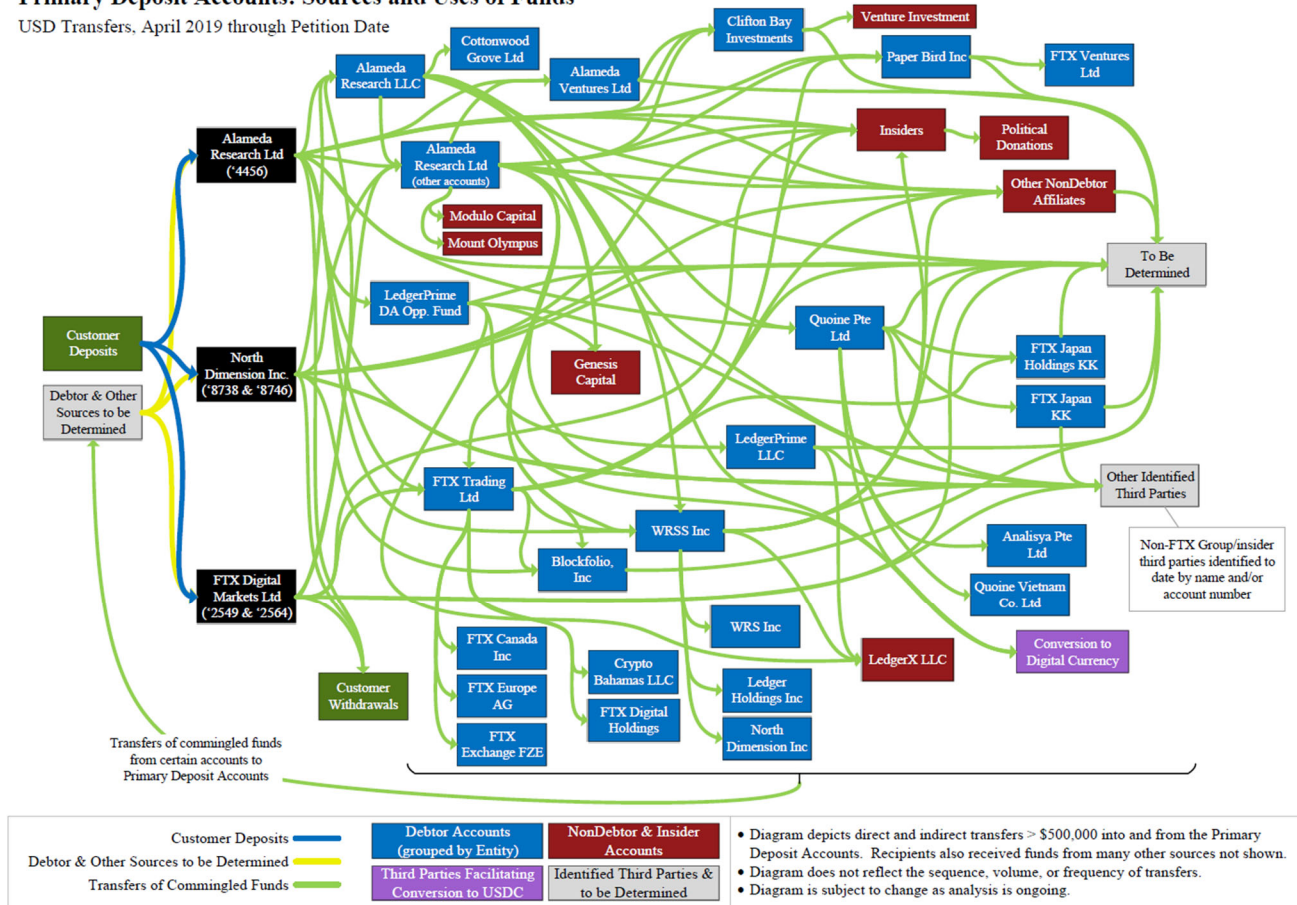 Primary Deposit Accounts: Sources and Uses of Funds
USD Transfers, April 2019 through Petition Date
Clifton Bay
Investments
Venture Investment
Cottonwood
Grove Ltd
Paper Bird Inc
FTX Ventures
Ltd
Alameda
Research LLC
Alameda
Ventures Ltd
Alameda
Research Ltd
(‘4456)
Alameda
Research Ltd
(other accounts)
Insiders
Political
Donations
Other NonDebtor
Affiliates
Modulo Capital
Mount Olympus
To Be
Determined
LedgerPrime
DA Opp. Fund
Quoine Pte
Ltd
Customer
Deposits
North
Dimension Inc.
(‘8738 & ‘8746)
Genesis
Capital
FTX Japan
Holdings KK
Debtor & Other
Sources to be
Determined
FTX Japan
KK
LedgerPrime
LLC
FTX Trading
Ltd
Other Identified
Third Parties
WRSS Inc
Analisya Pte
Ltd
Non-FTX Group/insider
third parties identified to
date by name and/or
account number
Blockfolio,
Inc
FTX Digital
Markets Ltd
(‘2549 & ‘2564)
Quoine Vietnam
Co. Ltd
WRS Inc
FTX Canada
Inc
Crypto
Bahamas LLC
LedgerX LLC
Conversion to
Digital Currency
Customer
Withdrawals
FTX Europe
AG
Ledger
Holdings Inc
FTX Digital
Holdings
FTX
Exchange FZE
North
Dimension Inc
Transfers of commingled funds
from certain accounts to
Primary Deposit Accounts
Customer Deposits
Debtor & Other Sources to be Determined
Transfers of Commingled Funds
Debtor Accounts
(grouped by Entity)
NonDebtor & Insider
Accounts
Third Parties Facilitating
Conversion to USDC
Identified Third Parties &
to be Determined
• Diagram depicts direct and indirect transfers > $500,000 into and from the Primary
Deposit Accounts. Recipients also received funds from many other sources not shown.
• Diagram does not reflect the sequence, volume, or frequency of transfers.
• Diagram is subject to change as analysis is ongoing.